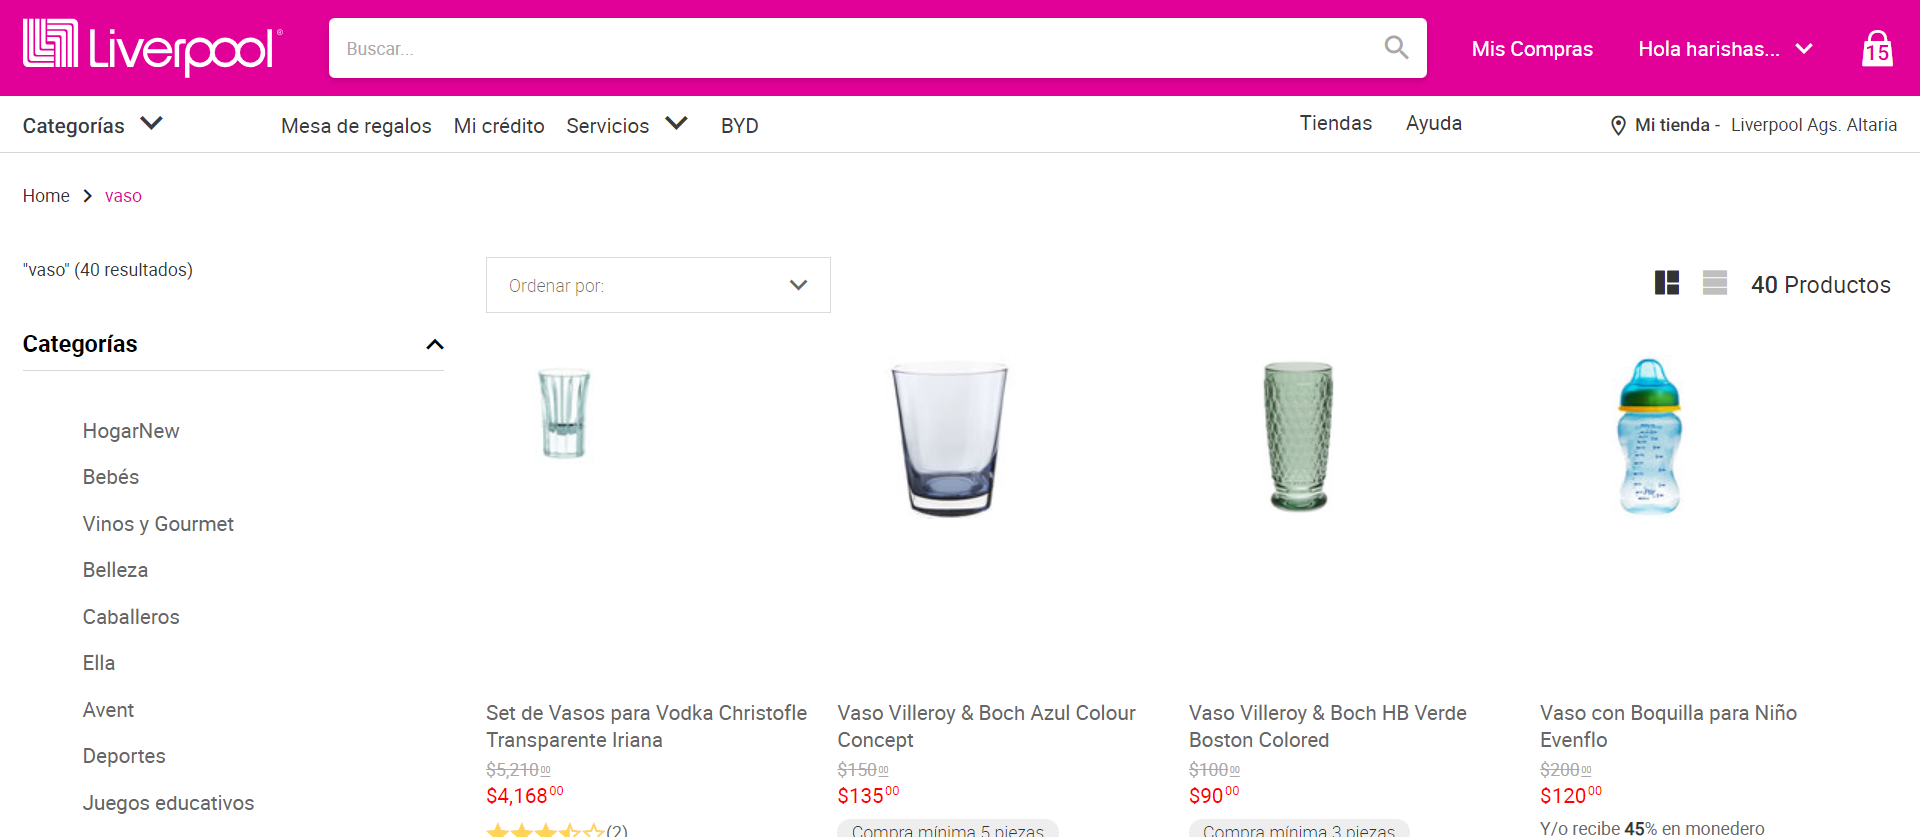 Liverpool®
Buscar...
Mis Compras
Hola harishas...
15
Categorías
Mesa de regalos
Mi crédito
Servicios
BYD
Tiendas
Ayuda
Mi tienda - Liverpool Ags. Altaria
Home
vaso
"vaso" (40 resultados)
Ordenar por:
40 Productos
Categorías
HogarNew
Bebés
Vinos y Gourmet
Belleza
Caballeros
Ella
Avent
Deportes
Juegos educativos
Set de Vasos para Vodka Christofle
Transparente Iriana
$5,210 00
$4,168 00
(2)
Vaso Villeroy & Boch Azul Colour
Concept
$150 00
$135 00
Compra mínima 5 piezas
Vaso Villeroy & Boch HB Verde
Boston Colored
$100 00
$90 00
Compra mínima 3 piezas
Vaso con Boquilla para Niño
Evenflo
$200 00
$120 00
Y/o recibe 45% en monedero